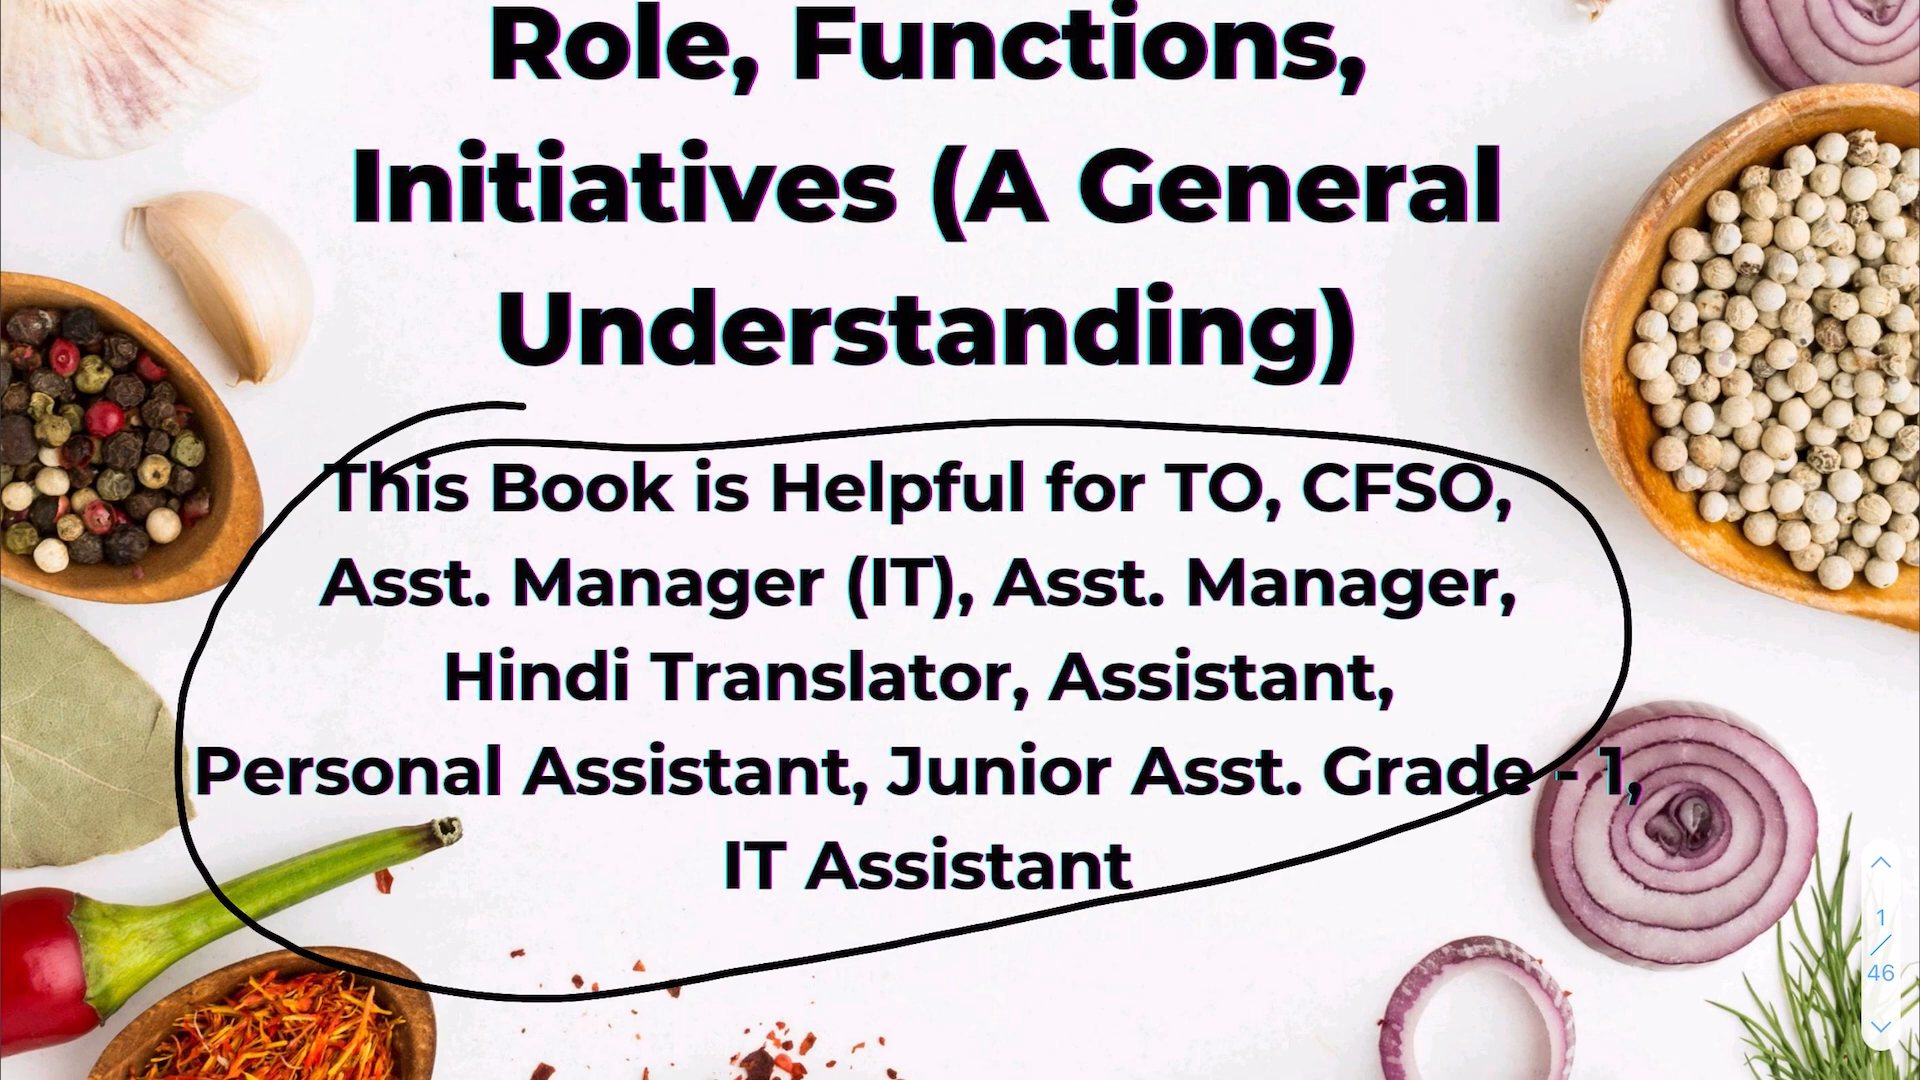 Role, Functions,
Initiatives (A General
Understanding)
This Book is Helpful for TO, CFSO,
Asst. Manager (IT), Asst. Manager,
Hindi Translator, Assistant,
Personal Assistant, Junior Asst. Grade - 1,
IT Assistant
1
/
46